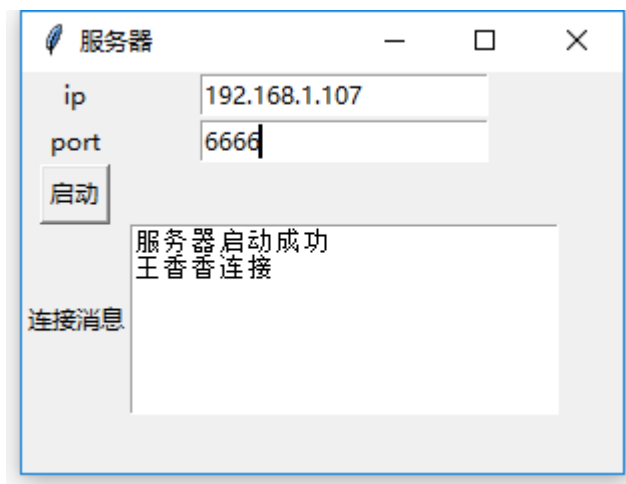 服务器
ip 192.168.1.107
port 6666
启动
服务器启动成功
王香香连接
连接消息